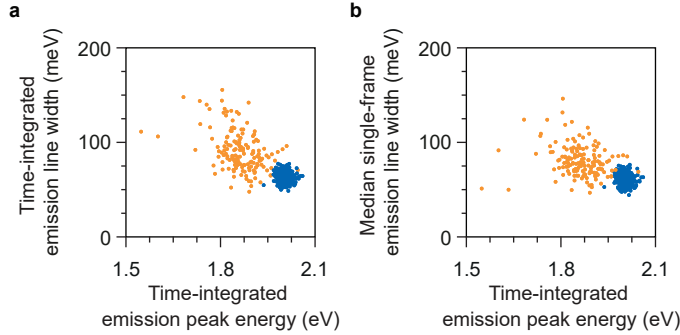 a
Time-integrated
emission line width (meV)
200
100
0
1.5
1.8
2.1
Time-integrated
emission peak energy (eV)
b
Median single-frame
emission line width (meV)
200
100
0
1.5
1.8
2.1
Time-integrated
emission peak energy (eV)